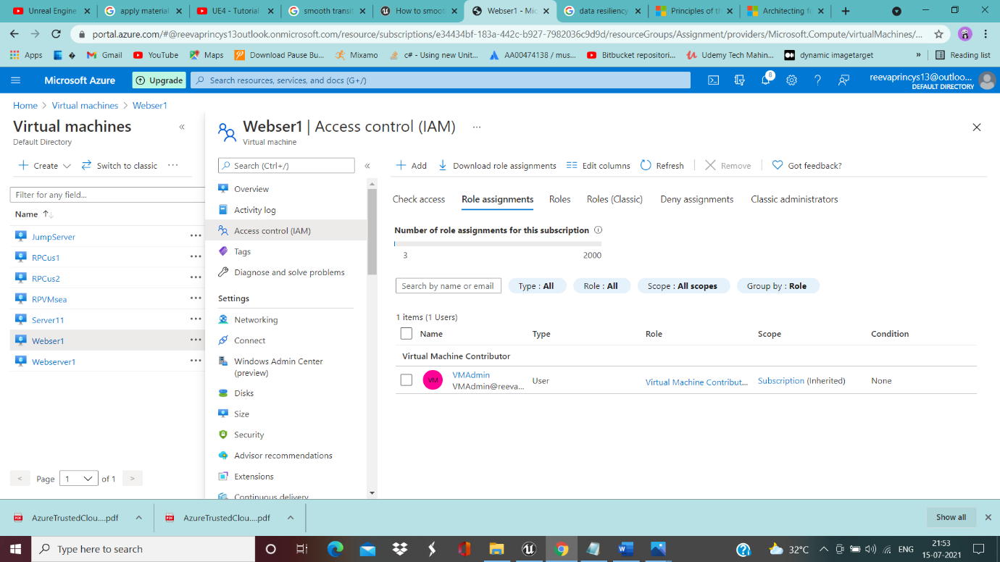 Unreal Engine
apply material
UE4 - Tutorial
smooth transit
How to smoot
Webser1 - Mic
data resiliency
Principles of th
Architecting fo
portal.azure.com/#@reevaprincys13outlook.onmicrosoft.com/resource/subscriptions/e34434bf-183a-442c-b927-7982036c9d9d/resourceGroups/Assignment/providers/Microsoft.Compute/virtualMachines/...
Apps
Gmail
YouTube
Maps
Download Pause Bu...
Mixamo
c# - Using new Unit...
AA00474138 / mus...
Bitbucket repositori...
Udemy Tech Mahin...
dynamic imagetarget
»
Reading list
Microsoft Azure
Upgrade
Search resources, services, and docs (G+/)
8
reevaprincys13@outloo...
DEFAULT DIRECTORY
Home > Virtual machines > Webser1
Virtual machines
Default Directory
Create
Switch to classic
Filter for any field...
Name
JumpServer
RPCus1
RPCus2
RPVMsea
Server11
Webser1
Webserver1
< Page 1 of 1 >
Webser1 | Access control (IAM)
Virtual machine
Search (Ctrl+/)
Overview
Activity log
Access control (IAM)
Tags
Diagnose and solve problems
Settings
Networking
Connect
Windows Admin Center
(preview)
Disks
Size
Security
Advisor recommendations
Extensions
Continuous delivery
Add
Download role assignments
Edit columns
Refresh
Remove
Got feedback?
Check access
Role assignments
Roles
Roles (Classic)
Deny assignments
Classic administrators
Number of role assignments for this subscription
3
2000
Search by name or email
Type : All
Role : All
Scope : All scopes
Group by : Role
1 items (1 Users)
Name
Type
Role
Scope
Condition
Virtual Machine Contributor
VM
VMAdmin
VMAdmin@reeva...
User
Virtual Machine Contribut...
Subscription (Inherited)
None
AzureTrustedClou....pdf
AzureTrustedClou....pdf
Show all
Type here to search
32°C
ENG
21:53
15-07-2021